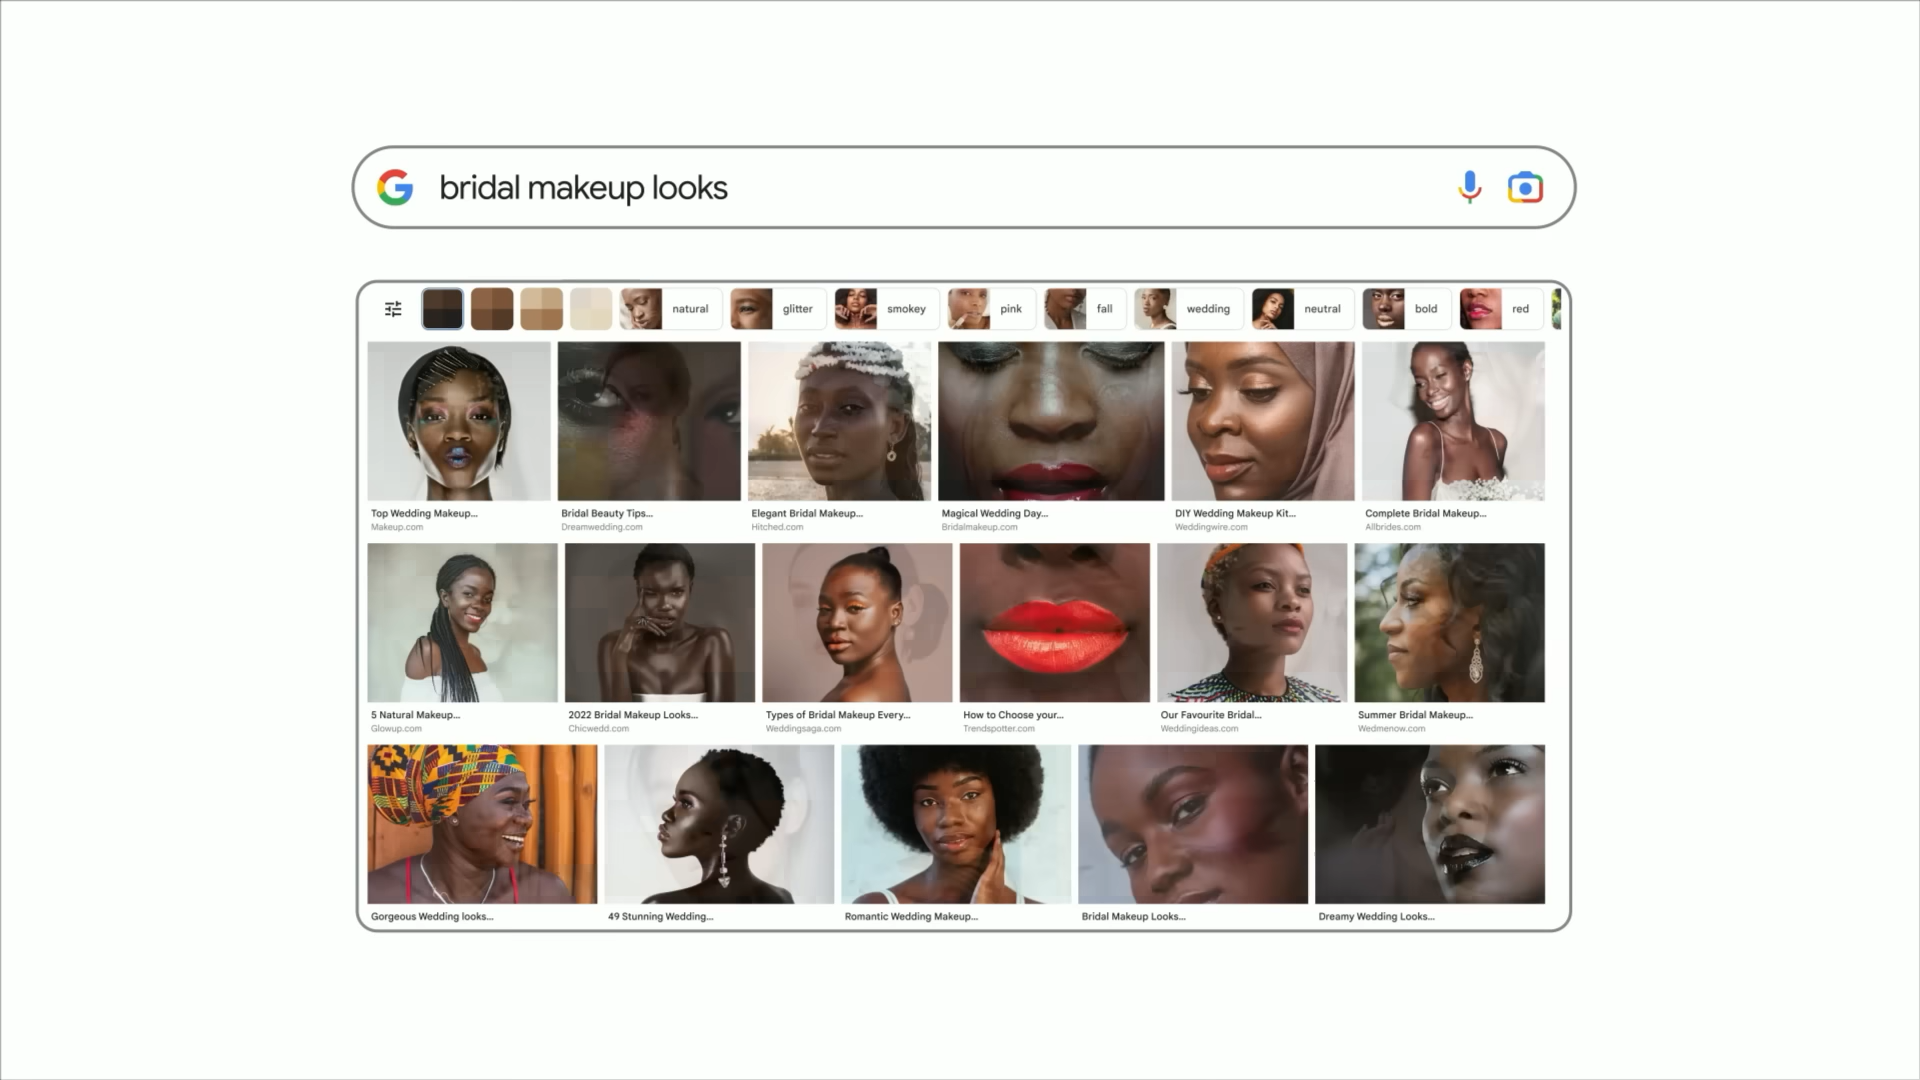 bridal makeup looks
natural
glitter
smokey
pink
fall
wedding
neutral
bold
red
Top Wedding Makeup...
Makeup.com
Bridal Beauty Tips...
Dreamwedding.com
Elegant Bridal Makeup...
Hitched.com
Magical Wedding Day...
Bridalmakeup.com
DIY Wedding Makeup Kit...
Weddingwire.com
Complete Bridal Makeup...
Allbrides.com
5 Natural Makeup...
Glowup.com
2022 Bridal Makeup Looks...
Chicwedd.com
Types of Bridal Makeup Every...
Weddingsaga.com
How to Choose your...
Trendspotter.com
Our Favourite Bridal...
Weddingideas.com
Summer Bridal Makeup...
Wedmenow.com
Gorgeous Wedding looks...
49 Stunning Wedding...
Romantic Wedding Makeup...
Bridal Makeup Looks...
Dreamy Wedding Looks...